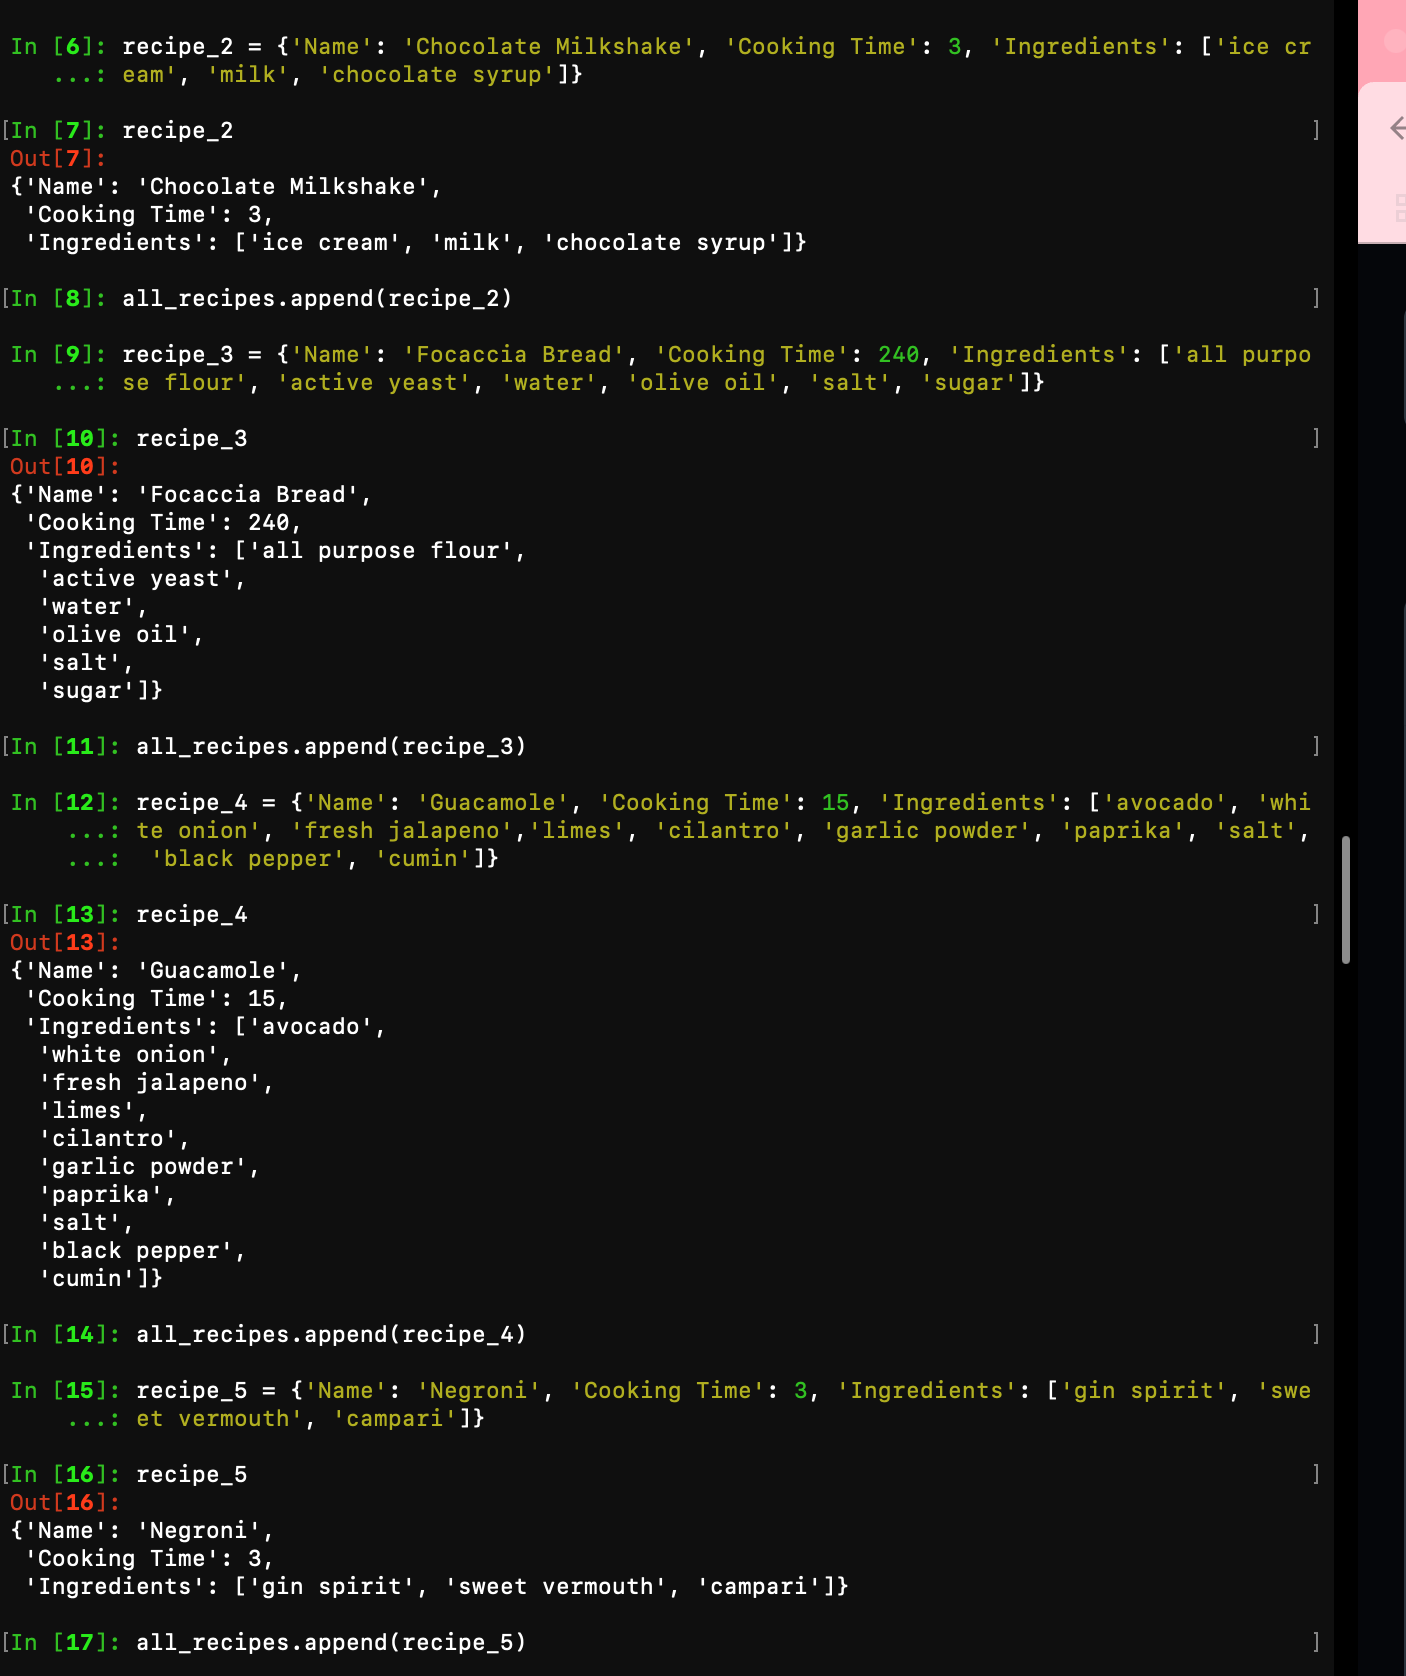 In [6]: recipe_2 = {'Name': 'Chocolate Milkshake', 'Cooking Time': 3, 'Ingredients': ['ice cr
   ...: eam', 'milk', 'chocolate syrup']}
[In [7]: recipe_2 ]
Out[7]:
{'Name': 'Chocolate Milkshake',
 'Cooking Time': 3,
 'Ingredients': ['ice cream', 'milk', 'chocolate syrup']}
[In [8]: all_recipes.append(recipe_2) ]
In [9]: recipe_3 = {'Name': 'Focaccia Bread', 'Cooking Time': 240, 'Ingredients': ['all purpo
   ...: se flour', 'active yeast', 'water', 'olive oil', 'salt', 'sugar']}
[In [10]: recipe_3 ]
Out[10]:
{'Name': 'Focaccia Bread',
 'Cooking Time': 240,
 'Ingredients': ['all purpose flour',
  'active yeast',
  'water',
  'olive oil',
  'salt',
  'sugar']}
[In [11]: all_recipes.append(recipe_3) ]
In [12]: recipe_4 = {'Name': 'Guacamole', 'Cooking Time': 15, 'Ingredients': ['avocado', 'whi
    ...: te onion', 'fresh jalapeno','limes', 'cilantro', 'garlic powder', 'paprika', 'salt',
    ...:  'black pepper', 'cumin']}
[In [13]: recipe_4 ]
Out[13]:
{'Name': 'Guacamole',
 'Cooking Time': 15,
 'Ingredients': ['avocado',
  'white onion',
  'fresh jalapeno',
  'limes',
  'cilantro',
  'garlic powder',
  'paprika',
  'salt',
  'black pepper',
  'cumin']}
[In [14]: all_recipes.append(recipe_4) ]
In [15]: recipe_5 = {'Name': 'Negroni', 'Cooking Time': 3, 'Ingredients': ['gin spirit', 'swe
    ...: et vermouth', 'campari']}
[In [16]: recipe_5 ]
Out[16]:
{'Name': 'Negroni',
 'Cooking Time': 3,
 'Ingredients': ['gin spirit', 'sweet vermouth', 'campari']}
[In [17]: all_recipes.append(recipe_5) ]